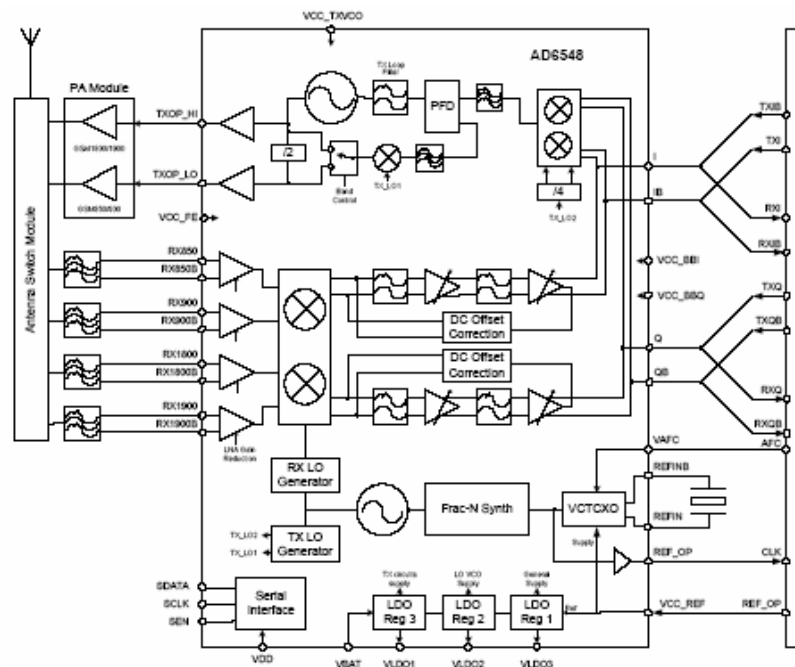 VCC_TXVCO
AD6548
PA Module
TX Loop
Filter
PFD
TXOP_HI
GSM1800/1900
/2
TX_LO1
Band
Control
/4
TX_LO2
TXOP_LO
GSM850/900
VCC_FE
TXIB
TXI
I
IB
RXI
RXIB
VCC_BBI
VCC_BBQ
Antenna Switch Module
RX850
RX850B
RX900
RX900B
RX1800
RX1800B
RX1900
RX1900B
LNA Gain
Reduction
DC Offset
Correction
DC Offset
Correction
TXQ
TXQB
Q
QB
RXQ
RXQB
VAFC
AFC
REFINB
REFIN
RX LO
Generator
Frac-N Synth
VCTCXO
Supply
TX_LO2
TX_LO1
TX LO
Generator
REF_OP
CLK
SDATA
SCLK
SEN
Serial
Interface
TX circuits
supply
LO VCO
Supply
General
Supply
LDO
Reg 3
LDO
Reg 2
LDO
Reg 1
VCC_REF
REF_OP
VDD
VBAT
VLDO1
VLDO2
VLDO3